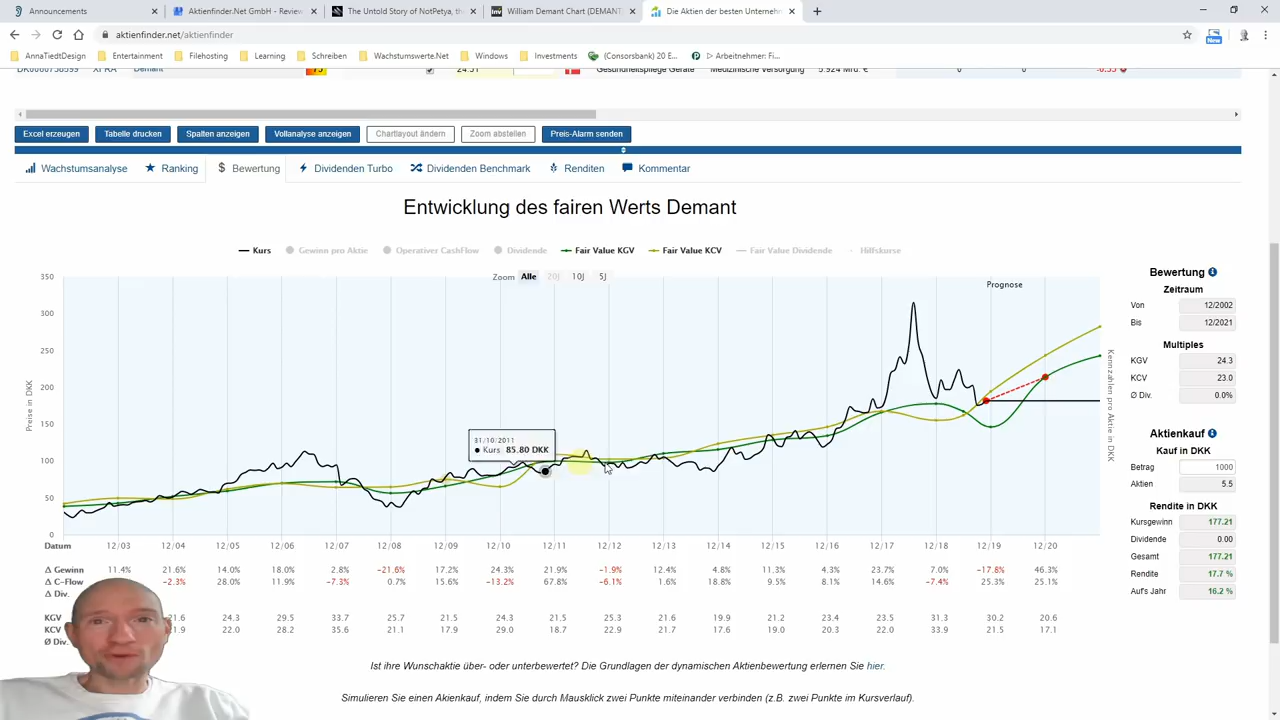 Announcements
Aktienfinder.Net GmbH - Review
The Untold Story of NotPetya, th
William Demant Chart (DEMANT
Die Aktien der besten Unternehm
aktienfinder.net/aktienfinder
New
AnnaTiedtDesign Entertainment Filehosting Learning Schreiben Wachstumswerte.Net Windows Investments (Consorsbank) 20 E... ▷ Arbeitnehmer: Fi...
Demant 24.31 Gesundheitspflege Geräte Medizinische Versorgung 0 0
Excel erzeugen Tabelle drucken Spalten anzeigen Vollanalyse anzeigen Chartlayout ändern Zoom abstellen Preis-Alarm senden
Wachstumsanalyse Ranking $ Bewertung Dividenden Turbo Dividenden Benchmark Renditen Kommentar
Entwicklung des fairen Werts Demant
Kurs Gewinn pro Aktie Operativer CashFlow Dividende Fair Value KGV Fair Value KCV Fair Value Dividende Hilfskurse
Zoom Alle 20J 10J 5J
Prognose
350
300
250
200
150
100
50
0
Preise in DKK
Kennzahlen pro Aktie in DKK
31/10/2011
Kurs 85.80 DKK
Datum 12/03 12/04 12/05 12/06 12/07 12/08 12/09 12/10 12/11 12/12 12/13 12/14 12/15 12/16 12/17 12/18 12/19 12/20
Δ Gewinn 11.4% 21.6% 14.0% 18.0% 2.8% -21.6% 17.2% 24.3% 21.9% -1.9% 12.4% 4.8% 11.3% 4.3% 23.7% 7.0% -17.8% 46.3%
Δ C-Flow -2.3% 28.0% 11.9% -7.3% 0.7% 15.6% -13.2% 67.8% -6.1% 1.6% 18.8% 9.5% 8.1% 14.6% -7.4% 25.3% 25.1%
Δ Div.
KGV 21.6 24.3 29.5 33.7 25.7 21.5 24.3 21.5 25.3 21.6 19.9 21.2 23.4 23.5 31.3 30.2 20.6
KCV 21.9 22.0 28.2 35.6 21.1 17.9 29.0 18.7 22.9 21.7 17.6 19.0 20.3 22.0 33.9 21.5 17.1
Ø Div.
Bewertung
Zeitraum
Von 12/2002
Bis 12/2021
Multiples
KGV 24.3
KCV 23.0
Ø Div. 0.0%
Aktienkauf
Kauf in DKK
Betrag 1000
Aktien 5.5
Rendite in DKK
Kursgewinn 177.21
Dividende 0.00
Gesamt 177.21
Rendite 17.7 %
Auf's Jahr 16.2 %
Ist ihre Wunschaktie über- oder unterbewertet? Die Grundlagen der dynamischen Aktienbewertung erlernen Sie hier.
Simulieren Sie einen Aktienkauf, indem Sie durch Mausklick zwei Punkte miteinander verbinden (z.B. zwei Punkte im Kursverlauf).